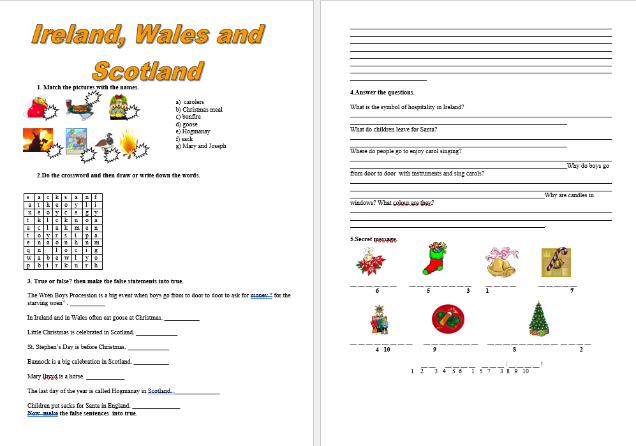 Ireland, Wales and
Scotland
1. Match the pictures with the names.
a) carolers
b) Christmas meal
c) bonfire
d) goose
e) Hogmanay
f) sack
g) Mary and Joseph
2.Do the crossword and then draw or write down the words.
3. True or false? then make the false statements into true.
The Wren Boys Procession is a big event when boys go from to door to door to ask for money " for the
starving wren" .
In Ireland and in Wales often eat goose at Christmas.
Little Christmas is celebrated in Scotland.
St. Stephen's Day is before Christmas.
Bannock is a big celebration in Scotland.
Mary lloyd is a horse.
The last day of the year is called Hogmanay in Scotland.
Children put sacks for Santa in England.
Now make the false sentences into true.
4.Answer the questions.
What is the symbol of hospitality in Ireland?
What do children leave for Santa?
Where do people go to enjoy carol singing?
Why do boys go
from door to door with instruments and sing carols?
Why are candles in
windows? What colour are they?
5.Secret message
6 5 3 1 7
4 10 9 8 2
1 2 3 4 5 6 1 5 7 3 8 9 10